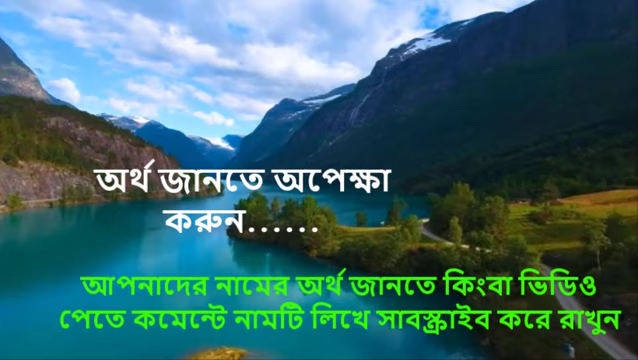 অর্থ জানতে অপেক্ষা
করুন......
আপনাদের নামের অর্থ জানতে কিংবা ভিডিও
পেতে কমেন্টে নামটি লিখে সাবস্ক্রাইব করে রাখুন